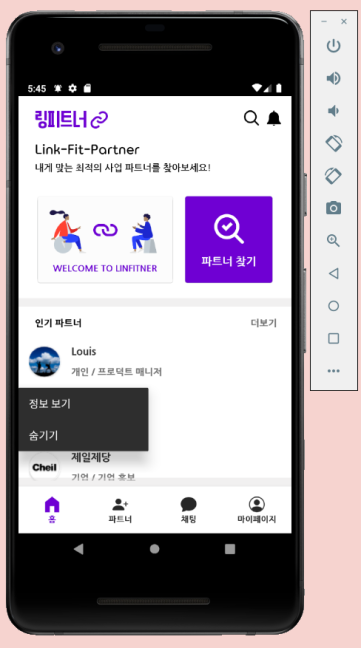 5:45
링피트너
Link-Fit-Partner
내게 맞는 최적의 사업 파트너를 찾아보세요!
WELCOME TO LINFITNER
파트너 찾기
인기 파트너
더보기
Louis
개인 / 프로덕트 매니저
정보 보기
숨기기
Cheil
제일제당
기업 / 기업 홍보
홈
파트너
채팅
마이페이지